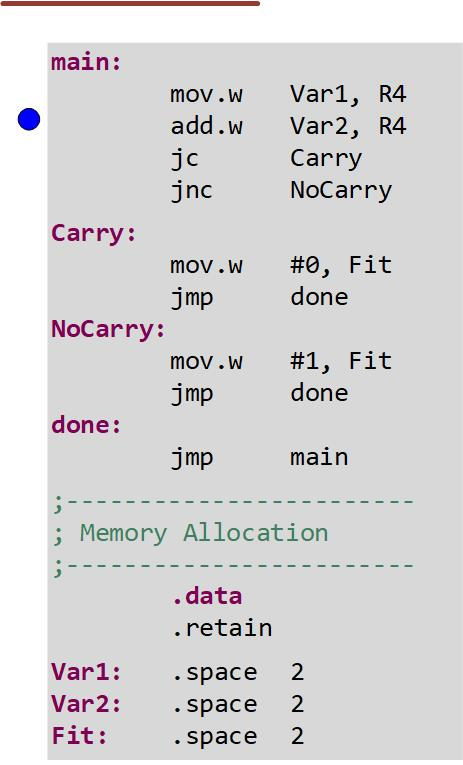 main:
mov.w Var1, R4
add.w Var2, R4
jc Carry
jnc NoCarry
Carry:
mov.w #0, Fit
jmp done
NoCarry:
mov.w #1, Fit
jmp done
done:
jmp main
;------------------------
; Memory Allocation
;------------------------
.data
.retain
Var1: .space 2
Var2: .space 2
Fit: .space 2